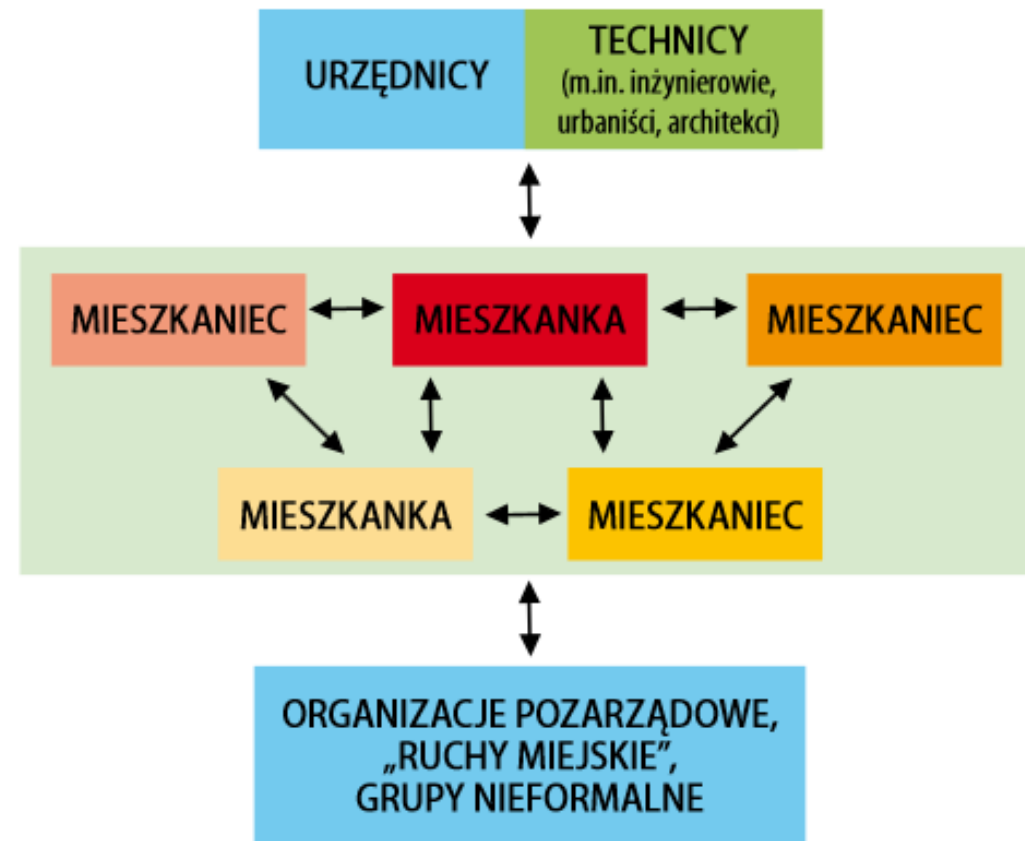 URZĘDNICY
TECHNICY
(m.in. inżynierowie,
urbaniści, architekci)
MIESZKANIEC
MIESZKANKA
MIESZKANIEC
MIESZKANKA
MIESZKANIEC
ORGANIZACJE POZARZĄDOWE,
„RUCHY MIEJSKIE”,
GRUPY NIEFORMALNE